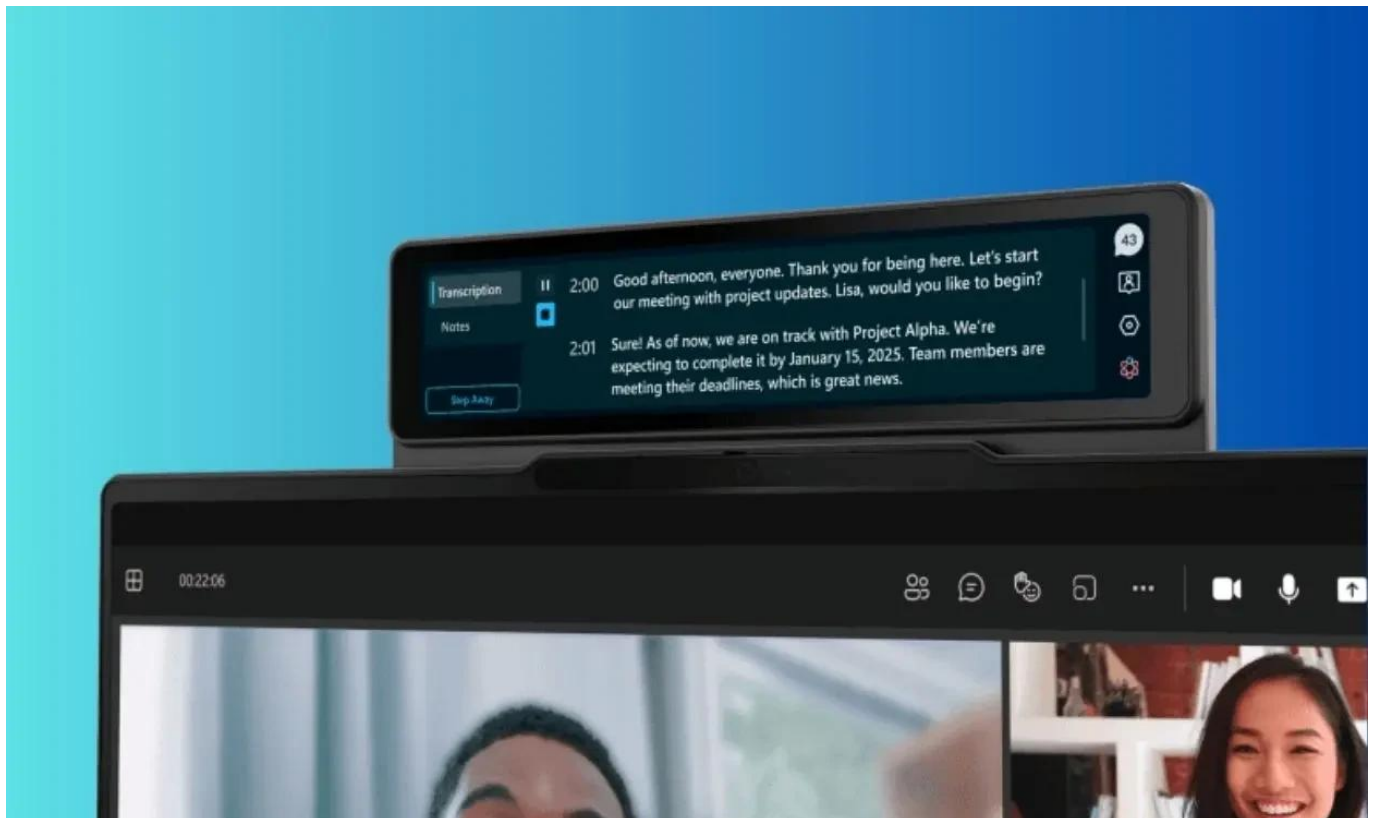 Transcription
Notes
Step Away
2:00 Good afternoon, everyone. Thank you for being here. Let's start
our meeting with project updates. Lisa, would you like to begin?
2:01 Sure! As of now, we are on track with Project Alpha. We're
expecting to complete it by January 15, 2025. Team members are
meeting their deadlines, which is great news.
43
00:22:06